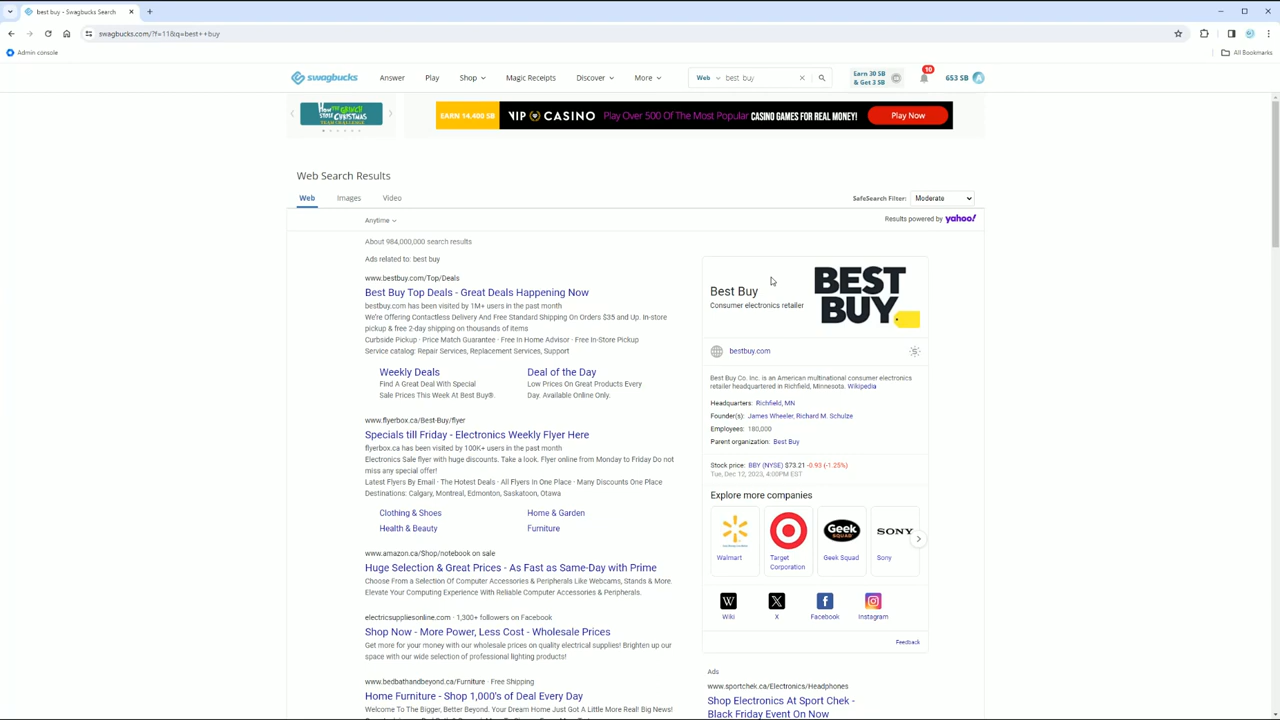 best buy - Swagbucks Search
swagbucks.com/?f=11&q=best++buy
Admin console
All Bookmarks
swagbucks
Answer
Play
Shop
Magic Receipts
Discover
More
Web
best buy
Earn 30 SB
& Get 3 SB
10
653 SB
HOW THE GRINCH
STOLE CHRISTMAS
TEAM CHALLENGE
EARN 14,400 SB
VIP CASINO
Play Over 500 Of The Most Popular CASINO GAMES FOR REAL MONEY!
Play Now
Web Search Results
Web
Images
Video
SafeSearch Filter:
Moderate
Anytime
Results powered by yahoo!
About 984,000,000 search results
Ads related to: best buy
www.bestbuy.com/Top/Deals
Best Buy Top Deals - Great Deals Happening Now
bestbuy.com has been visited by 1M+ users in the past month
We're Offering Contactless Delivery And Free Standard Shipping On Orders $35 and Up. In-store
pickup & free 2-day shipping on thousands of items
Curbside Pickup · Price Match Guarantee · Free In Home Advisor · Free In-Store Pickup
Service catalog: Repair Services, Replacement Services, Support
Weekly Deals
Find A Great Deal With Special
Sale Prices This Week At Best Buy®.
Deal of the Day
Low Prices On Great Products Every
Day. Available Online Only.
www.flyerbox.ca/Best-Buy/flyer
Specials till Friday - Electronics Weekly Flyer Here
flyerbox.ca has been visited by 100K+ users in the past month
Electronics Sale flyer with huge discounts. Take a look. Flyer online from Monday to Friday Do not
miss any special offer!
Latest Flyers By Email · The Hotest Deals · All Flyers In One Place · Many Discounts One Place
Destinations: Calgary, Montreal, Edmonton, Saskatoon, Otawa
Clothing & Shoes
Home & Garden
Health & Beauty
Furniture
www.amazon.ca/Shop/notebook on sale
Huge Selection & Great Prices - As Fast as Same-Day with Prime
Choose From a Selection Of Computer Accessories & Peripherals Like Webcams, Stands & More.
Elevate Your Computing Experience With Reliable Computer Accessories & Peripherals.
electricsuppliesonline.com · 1,300+ followers on Facebook
Shop Now - More Power, Less Cost - Wholesale Prices
Get more for your money with our wholesale prices on quality electrical supplies! Brighten up our
space with our wide selection of professional lighting products!
www.bedbathandbeyond.ca/Furniture · Free Shipping
Home Furniture - Shop 1,000's of Deal Every Day
Welcome To The Bigger, Better Beyond. Your Dream Home Just Got A Little More Real! Big News!
Best Buy
Consumer electronics retailer
BEST
BUY
bestbuy.com
Best Buy Co. Inc. is an American multinational consumer electronics
retailer headquartered in Richfield, Minnesota. Wikipedia
Headquarters: Richfield, MN
Founder(s): James Wheeler, Richard M. Schulze
Employees: 180,000
Parent organization: Best Buy
Stock price: BBY (NYSE) $73.21 -0.93 (-1.25%)
Tue, Dec 12, 2023, 4:00PM EST
Explore more companies
Geek
SQUAD
SONY
Walmart
Target
Corporation
Geek Squad
Sony
W
X
Wiki
X
Facebook
Instagram
Feedback
Ads
www.sportchek.ca/Electronics/Headphones
Shop Electronics At Sport Chek -
Black Friday Event On Now